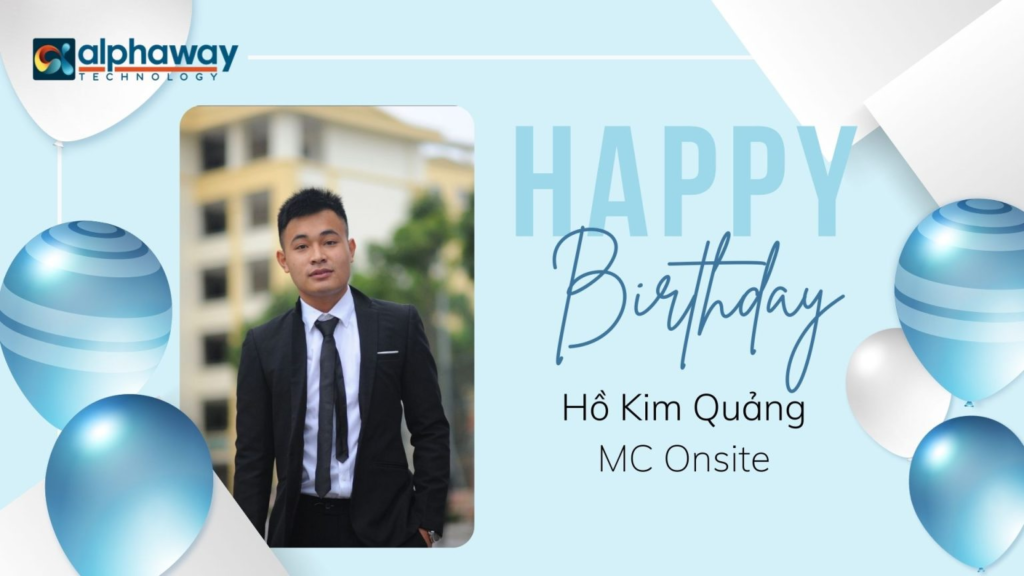 alphaway
TECHNOLOGY
HAPPY
Birthday
Hồ Kim Quảng
MC Onsite